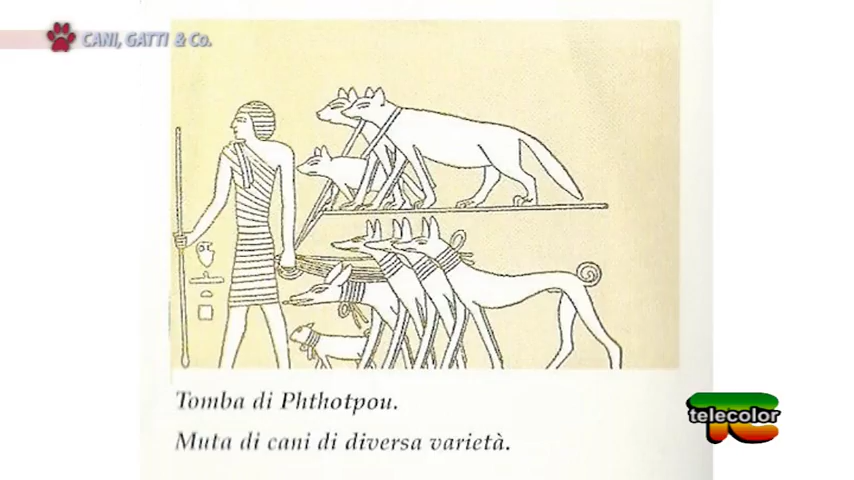 CANI, GATTI & Co.
Tomba di Phthotpou.
Muta di cani di diversa varietà.
telecolor